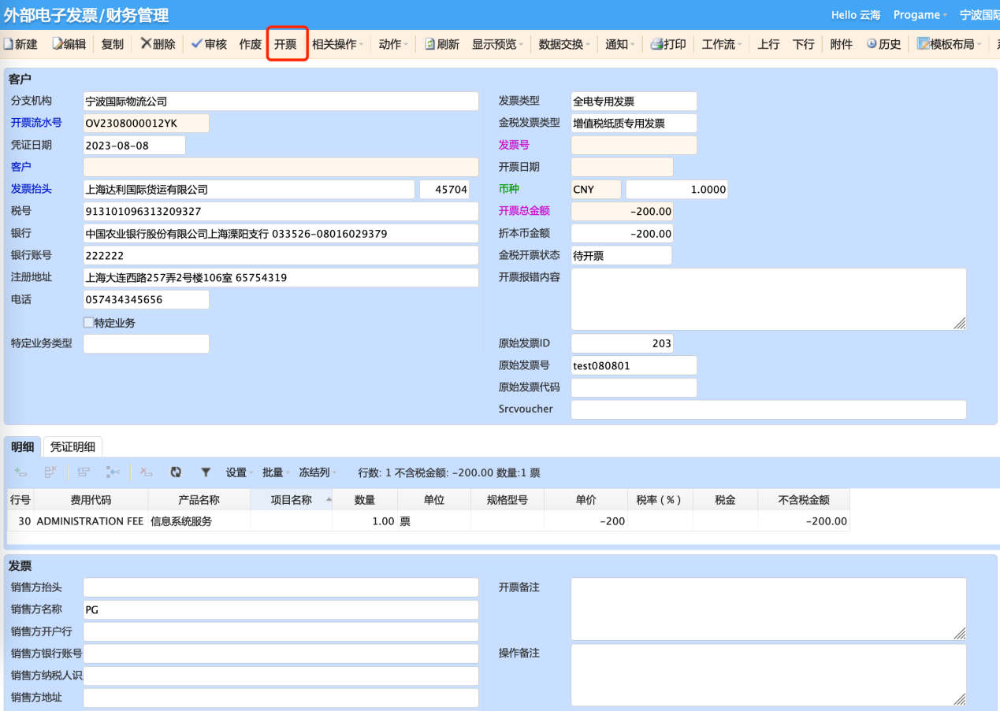 外部电子发票/财务管理
Hello 云海 Progame 宁波国际
新建 编辑 复制 删除 审核 作废 开票 相关操作 动作 刷新 显示预览 数据交换 通知 打印 工作流 上行 下行 附件 历史 模板布局
客户
分支机构 宁波国际物流公司 发票类型 全电专用发票
开票流水号 OV2308000012YK 金税发票类型 增值税纸质专用发票
凭证日期 2023-08-08 发票号
客户 开票日期
发票抬头 上海达利国际货运有限公司 45704 币种 CNY 1.0000
税号 913101096313209327 开票总金额 -200.00
银行 中国农业银行股份有限公司上海溧阳支行 033526-08016029379 折本币金额 -200.00
银行账号 222222 金税开票状态 待开票
注册地址 上海大连西路257弄2号楼106室 65754319 开票报错内容
电话 057434345656
特定业务
特定业务类型 原始发票ID 203
原始发票号 test080801
原始发票代码
Srcvoucher
明细 凭证明细
设置 批量 冻结列 行数: 1 不含税金额: -200.00 数量:1 票
行号 费用代码 产品名称 项目名称 数量 单位 规格型号 单价 税率 ( % ) 税金 不含税金额
30 ADMINISTRATION FEE 信息系统服务 1.00 票 -200 -200.00
发票
销售方抬头 开票备注
销售方名称 PG
销售方开户行
销售方银行账号 操作备注
销售方纳税人识
销售方地址